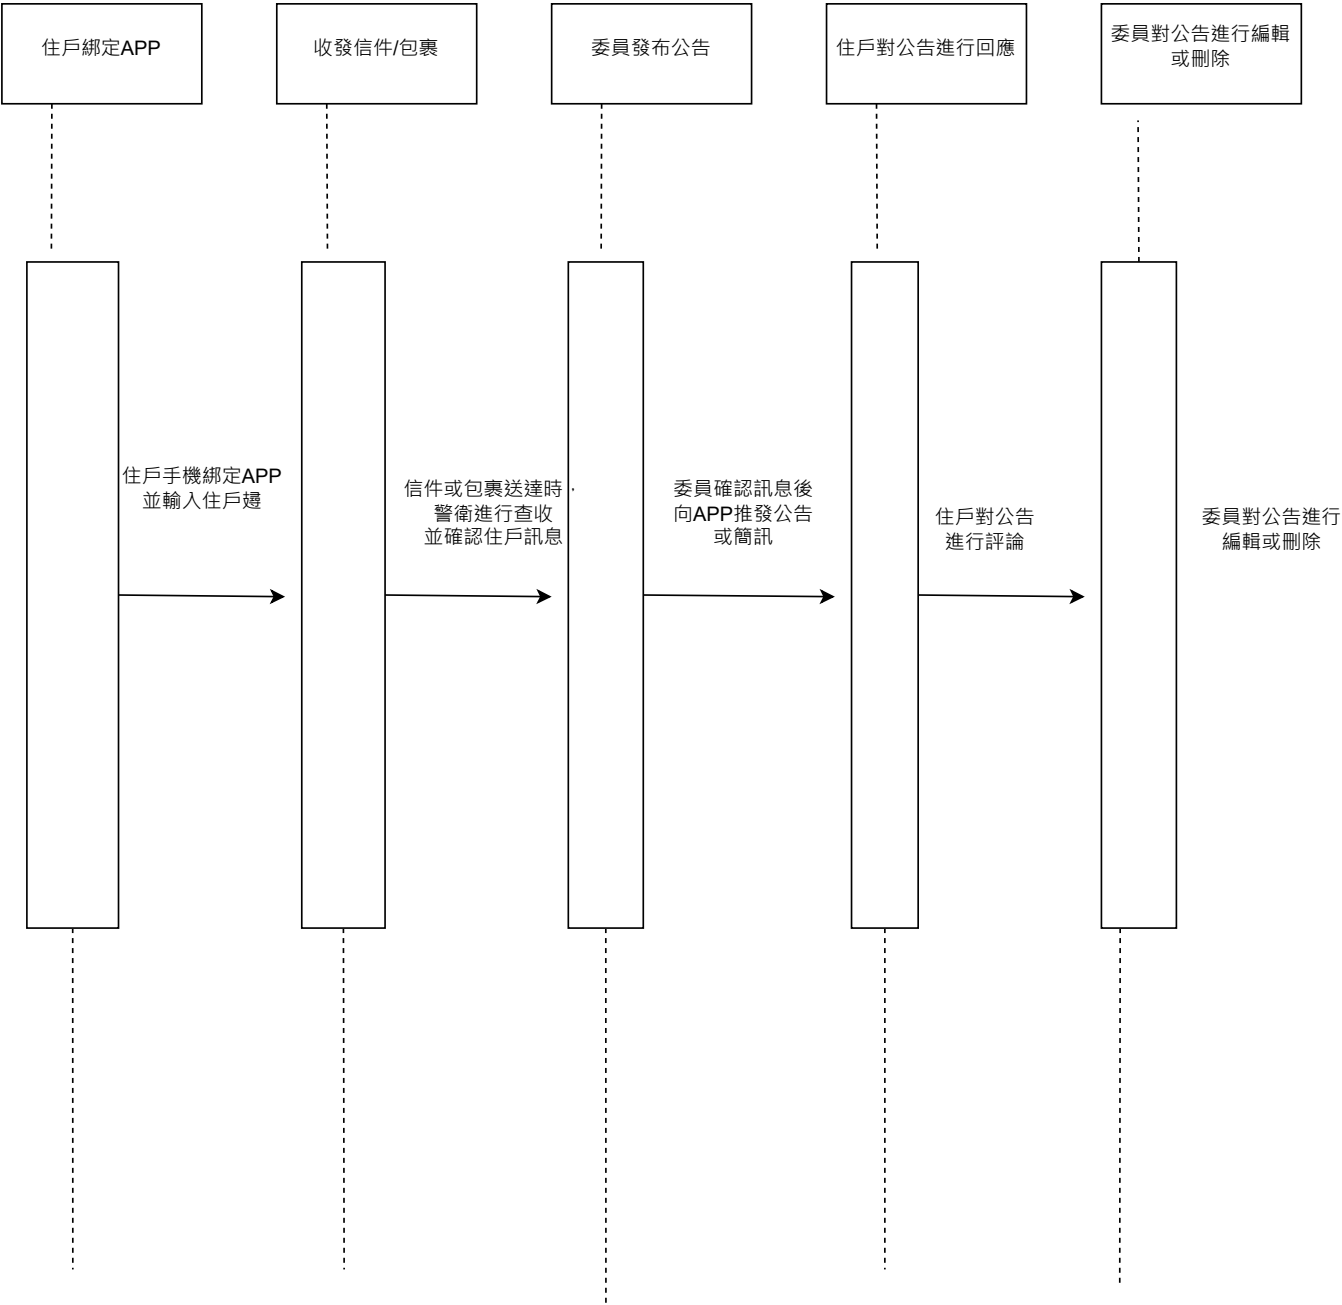 住戶綁定APP
收發信件/包裹
委員發布公告
住戶對公告進行回應
委員對公告進行編輯
或刪除
住戶手機綁定APP
並輸入住戶
信件或包裹送達時，
警衛進行查收
並確認住戶訊息
委員確認訊息後
向APP推發公告
或簡訊
住戶對公告
進行評論
委員對公告進行
編輯或刪除